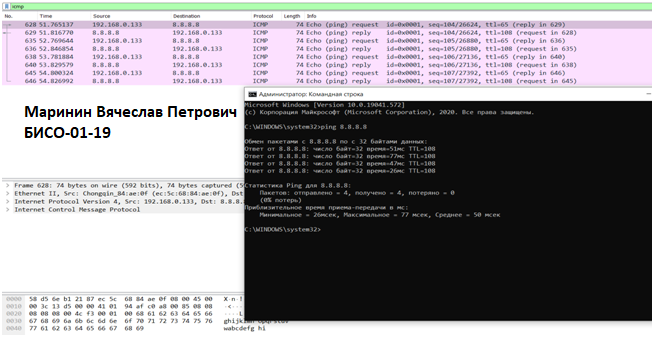 icmp
No. Time Source Destination Protocol Length Info
628 51.765137 192.168.0.133 8.8.8.8 ICMP 74 Echo (ping) request id=0x0001, seq=104/26624, ttl=65 (reply in 629)
629 51.816770 8.8.8.8 192.168.0.133 ICMP 74 Echo (ping) reply id=0x0001, seq=104/26624, ttl=108 (request in 628)
635 52.769644 192.168.0.133 8.8.8.8 ICMP 74 Echo (ping) request id=0x0001, seq=105/26880, ttl=65 (reply in 636)
636 52.846854 8.8.8.8 192.168.0.133 ICMP 74 Echo (ping) reply id=0x0001, seq=105/26880, ttl=108 (request in 635)
638 53.781884 192.168.0.133 8.8.8.8 ICMP 74 Echo (ping) request id=0x0001, seq=106/27136, ttl=65 (reply in 640)
640 53.829579 8.8.8.8 192.168.0.133 ICMP 74 Echo (ping) reply id=0x0001, seq=106/27136, ttl=108 (request in 638)
645 54.800324 192.168.0.133 8.8.8.8 ICMP 74 Echo (ping) request id=0x0001, seq=107/27392, ttl=65 (reply in 646)
646 54.826992 8.8.8.8 192.168.0.133 ICMP 74 Echo (ping) reply id=0x0001, seq=107/27392, ttl=108 (request in 645)
Маринин Вячеслав Петрович
БИСО-01-19
Администратор: Командная строка
Microsoft Windows [Version 10.0.19041.572]
(c) Корпорация Майкрософт (Microsoft Corporation), 2020. Все права защищены.
C:\WINDOWS\system32>ping 8.8.8.8
Обмен пакетами с 8.8.8.8 по с 32 байтами данных:
Ответ от 8.8.8.8: число байт=32 время=51мс TTL=108
Ответ от 8.8.8.8: число байт=32 время=77мс TTL=108
Ответ от 8.8.8.8: число байт=32 время=47мс TTL=108
Ответ от 8.8.8.8: число байт=32 время=26мс TTL=108
Статистика Ping для 8.8.8.8:
Пакетов: отправлено = 4, получено = 4, потеряно = 0
(0% потерь)
Приблизительное время приема-передачи в мс:
Минимальное = 26мсек, Максимальное = 77 мсек, Среднее = 50 мсек
C:\WINDOWS\system32>
Frame 628: 74 bytes on wire (592 bits), 74 bytes captured (5
Ethernet II, Src: Chongqin_84:ae:0f (ec:5c:68:84:ae:0f), Dst
Internet Protocol Version 4, Src: 192.168.0.133, Dst: 8.8.8.
Internet Control Message Protocol
0000 58 d5 6e b1 21 87 ec 5c 68 84 ae 0f 08 00 45 00
0010 00 3c 13 d5 00 00 41 01 94 af c0 a8 00 85 08 08
0020 08 08 08 00 4c f3 00 01 00 68 61 62 63 64 65 66
0030 67 68 69 6a 6b 6c 6d 6e 6f 70 71 72 73 74 75 76
0040 77 61 62 63 64 65 66 67 68 69 wabcdefg hi